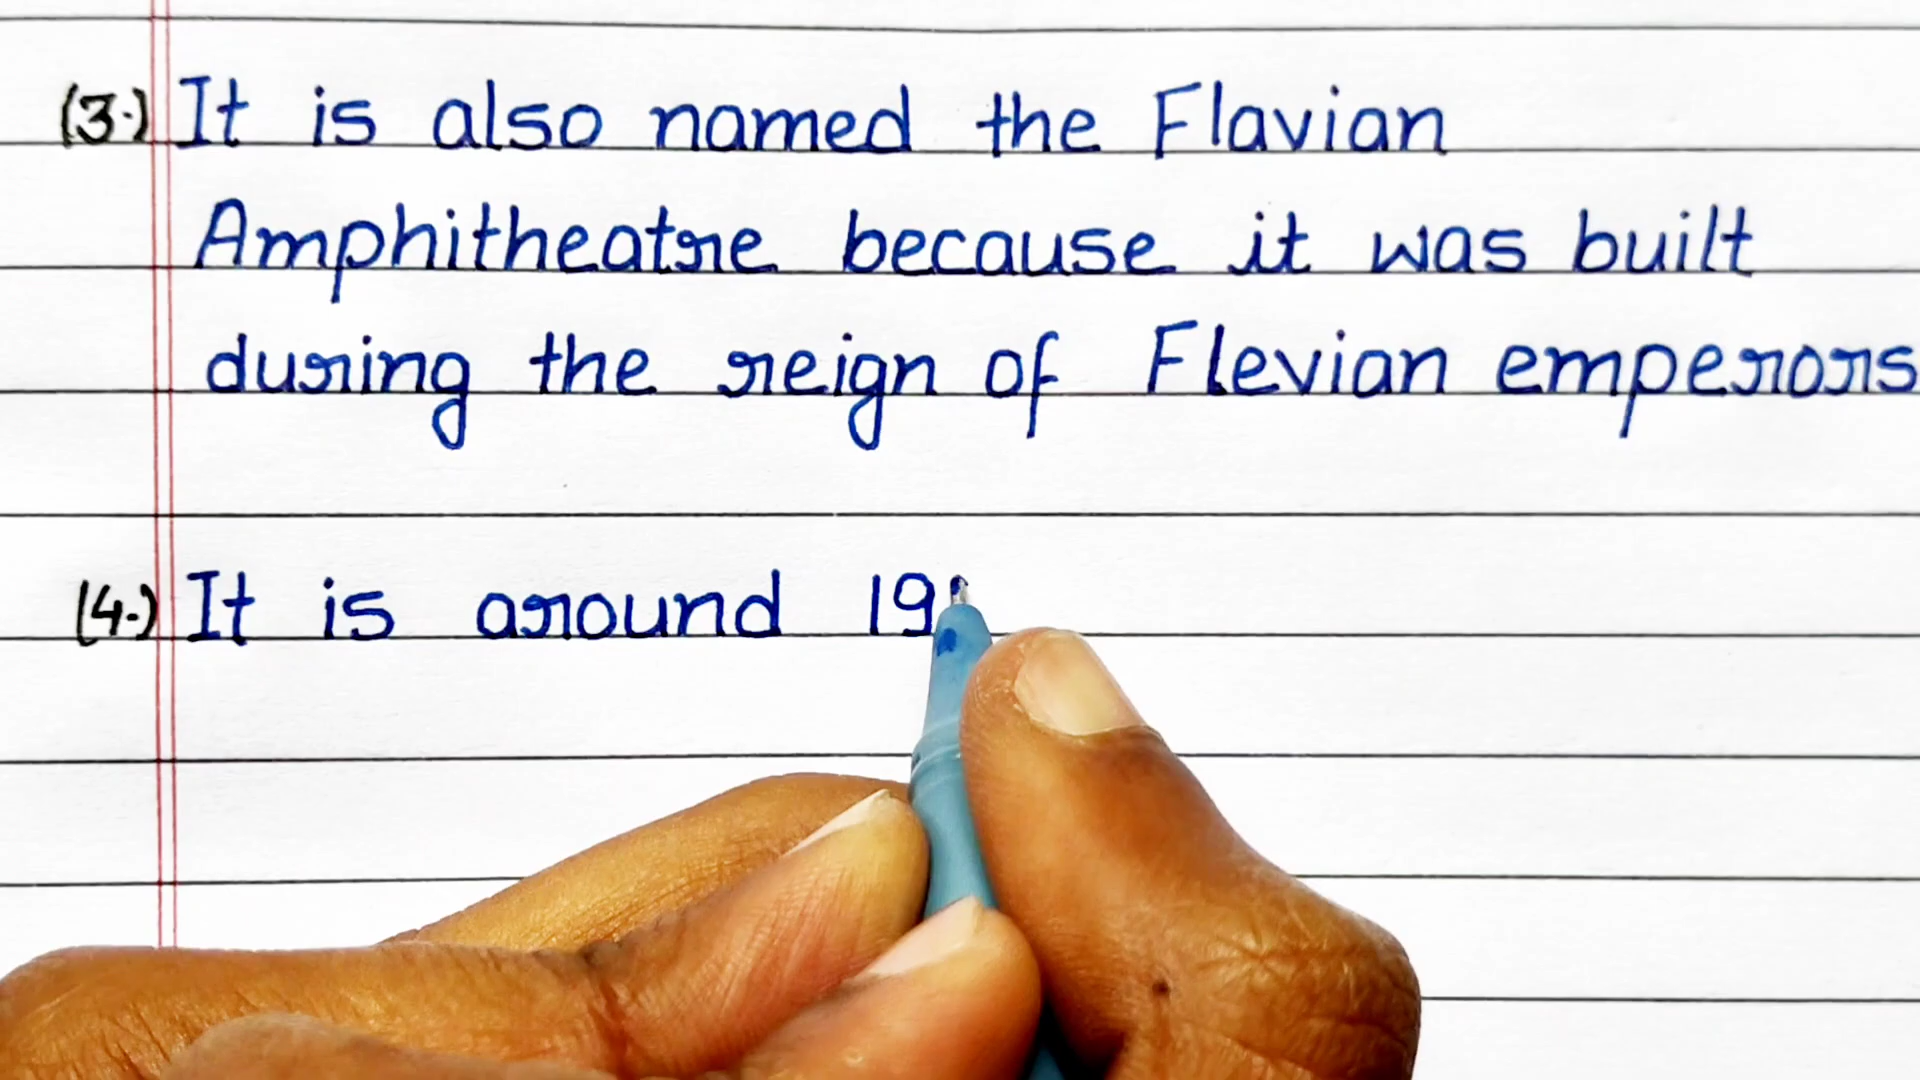 (3.) It is also named the Flavian
Amphitheatre because it was built
during the reign of Flevian emperors
(4.) It is around 19